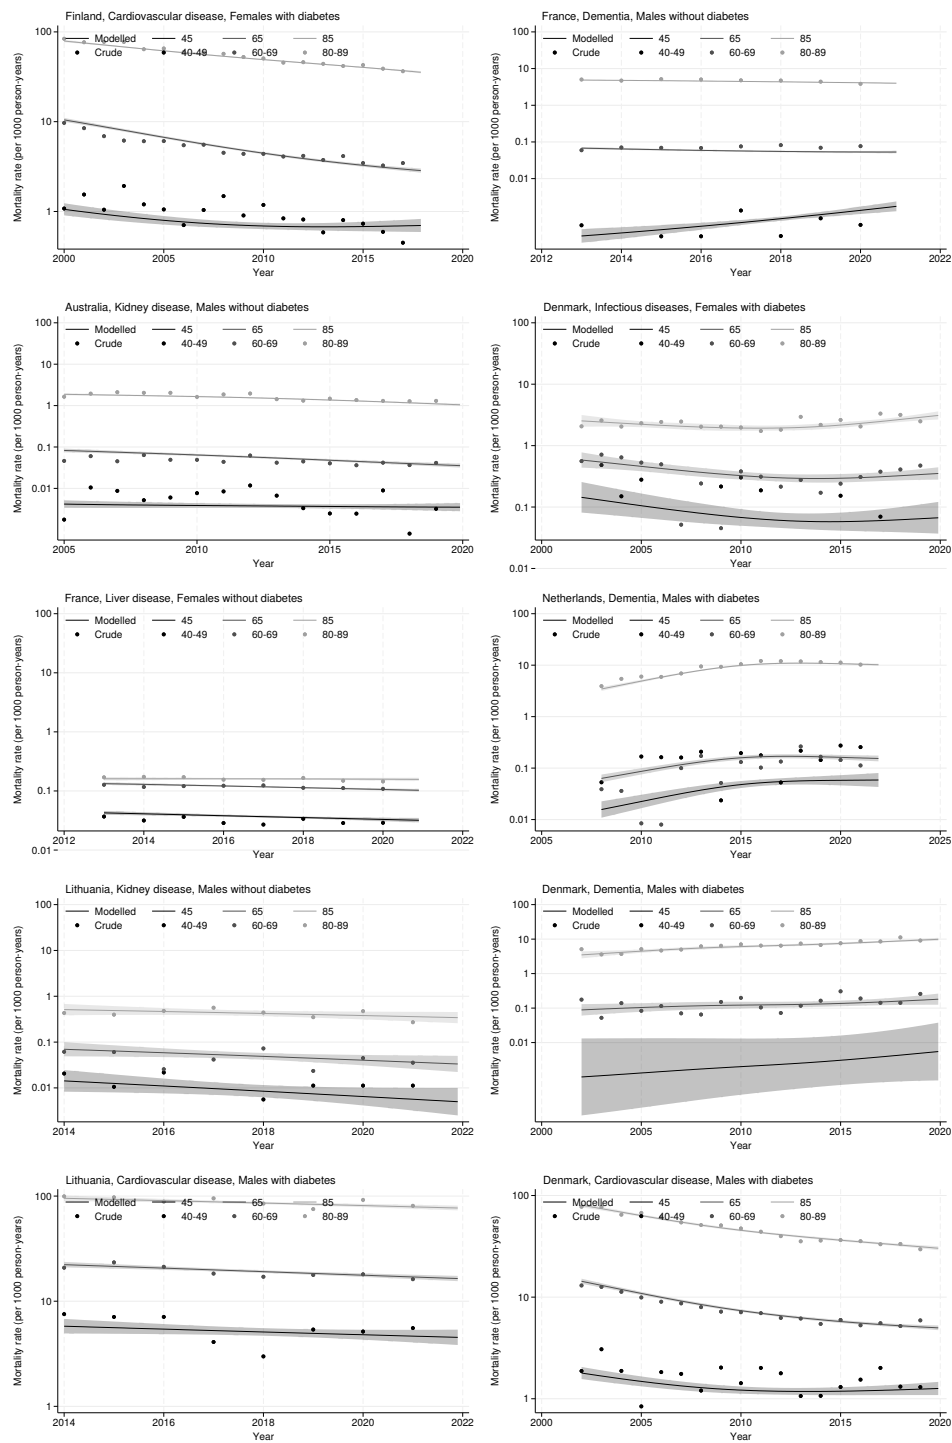 Finland, Cardiovascular disease, Females with diabetes
Mortality rate (per 1000 person-years)
100
10
1
Modelled 45 65 85
Crude 40-49 60-69 80-89
2000 2005 2010 2015 2020
Year
France, Dementia, Males without diabetes
Mortality rate (per 1000 person-years)
100
10
1
0.1
0.01
Modelled 45 65 85
Crude 40-49 60-69 80-89
2012 2014 2016 2018 2020 2022
Year
Australia, Kidney disease, Males without diabetes
Mortality rate (per 1000 person-years)
100
10
1
0.1
0.01
Modelled 45 65 85
Crude 40-49 60-69 80-89
2005 2010 2015 2020
Year
Denmark, Infectious diseases, Females with diabetes
Mortality rate (per 1000 person-years)
100
10
1
0.1
0.01
Modelled 45 65 85
Crude 40-49 60-69 80-89
2000 2005 2010 2015 2020
Year
France, Liver disease, Females without diabetes
Mortality rate (per 1000 person-years)
100
10
1
0.1
0.01
Modelled 45 65 85
Crude 40-49 60-69 80-89
2012 2014 2016 2018 2020 2022
Year
Netherlands, Dementia, Males with diabetes
Mortality rate (per 1000 person-years)
100
10
1
0.1
0.01
Modelled 45 65 85
Crude 40-49 60-69 80-89
2005 2010 2015 2020 2025
Year
Lithuania, Kidney disease, Males without diabetes
Mortality rate (per 1000 person-years)
100
10
1
0.1
0.01
Modelled 45 65 85
Crude 40-49 60-69 80-89
2014 2016 2018 2020 2022
Year
Denmark, Dementia, Males with diabetes
Mortality rate (per 1000 person-years)
100
10
1
0.1
0.01
Modelled 45 65 85
Crude 40-49 60-69 80-89
2000 2005 2010 2015 2020
Year
Lithuania, Cardiovascular disease, Males with diabetes
Mortality rate (per 1000 person-years)
100
10
1
Modelled 45 65 85
Crude 40-49 60-69 80-89
2014 2016 2018 2020 2022
Year
Denmark, Cardiovascular disease, Males with diabetes
Mortality rate (per 1000 person-years)
100
10
1
Modelled 45 65 85
Crude 40-49 60-69 80-89
2000 2005 2010 2015 2020
Year